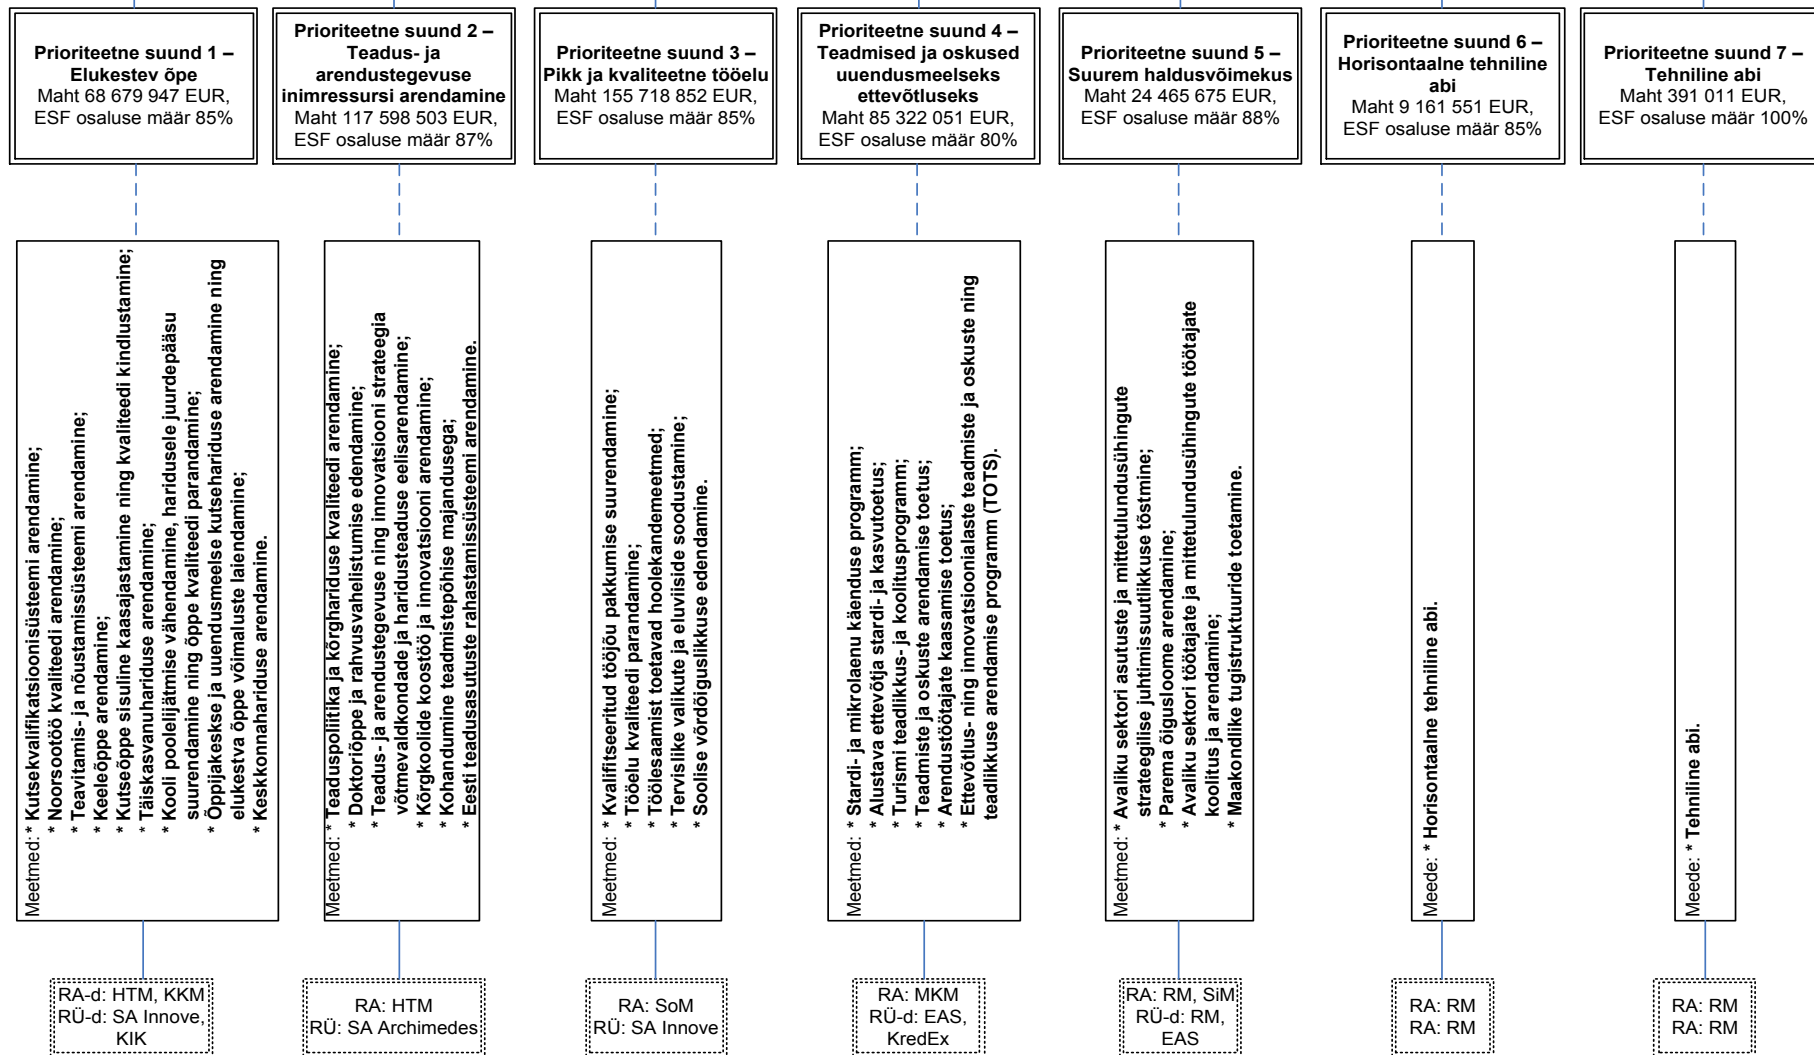 Prioriteetne suund 1 –
Elukestev õpe
Maht 68 679 947 EUR,
ESF osaluse määr 85%
Prioriteetne suund 2 –
Teadus- ja
arendustegevuse
inimressursi arendamine
Maht 117 598 503 EUR,
ESF osaluse määr 87%
Prioriteetne suund 3 –
Pikk ja kvaliteetne tööelu
Maht 155 718 852 EUR,
ESF osaluse määr 85%
Prioriteetne suund 4 –
Teadmised ja oskused
uuendusmeelseks
ettevõtluseks
Maht 85 322 051 EUR,
ESF osaluse määr 80%
Prioriteetne suund 5 –
Suurem haldusvõimekus
Maht 24 465 675 EUR,
ESF osaluse määr 88%
Prioriteetne suund 6 –
Horisontaalne tehniline
abi
Maht 9 161 551 EUR,
ESF osaluse määr 85%
Prioriteetne suund 7 –
Tehniline abi
Maht 391 011 EUR,
ESF osaluse määr 100%
Meetmed: * Kutsekvalifikatsioonisüsteemi arendamine;
* Noorsootöö kvaliteedi arendamine;
* Teavitamis- ja nõustamissüsteemi arendamine;
* Keeleõppe arendamine;
* Kutseõppe sisuline kaasajastamine ning kvaliteedi kindlustamine;
* Täiskasvanuhariduse arendamine;
* Kooli poolelijätmise vähendamine, haridusele juurdepääsu
suurendamine ning õppe kvaliteedi parandamine;
* Õppijakeskse ja uuendusmeelse kutsehariduse arendamine ning
elukestva õppe võimaluste laiendamine;
* Keskkonnahariduse arendamine.
Meetmed: * Teaduspoliitika ja kõrghariduse kvaliteedi arendamine;
* Doktoriõppe ja rahvusvahelistumise edendamine;
* Teadus- ja arendustegevuse ning innovatsiooni strateegia
võtmevaldkondade ja haridusteaduse eelisarendamine;
* Kõrgkoolide koostöö ja innovatsiooni arendamine;
* Kohandumine teadmistepõhise majandusega;
* Eesti teadusasutuste rahastamissüsteemi arendamine.
Meetmed: * Kvalifitseeritud tööjõu pakkumise suurendamine;
* Tööelu kvaliteedi parandamine;
* Töölesaamist toetavad hoolekandemeetmed;
* Tervislike valikute ja eluviiside soodustamine;
* Soolise võrdõiguslikkuse edendamine.
Meetmed: * Stardi- ja mikrolaenu käenduse programm;
* Alustava ettevõtja stardi- ja kasvutoetus;
* Turismi teadlikkus- ja koolitusprogramm;
* Teadmiste ja oskuste arendamise toetus;
* Arendustöötajate kaasamise toetus;
* Ettevõtlus- ning innovatsioonialaste teadmiste ja oskuste ning
teadlikkuse arendamise programm (TOTS).
Meetmed: * Avaliku sektori asutuste ja mittetulundusühingute
strateegilise juhtimissuutlikkuse tõstmine;
* Parema õigusloome arendamine;
* Avaliku sektori töötajate ja mittetulundusühingute töötajate
koolitus ja arendamine;
* Maakondlike tugistruktuuride toetamine.
Meede: * Horisontaalne tehniline abi.
Meede: * Tehniline abi.
RA-d: HTM, KKM
RÜ-d: SA Innove,
KIK
RA: HTM
RÜ: SA Archimedes
RA: SoM
RÜ: SA Innove
RA: MKM
RÜ-d: EAS,
KredEx
RA: RM, SiM
RÜ-d: RM,
EAS
RA: RM
RA: RM
RA: RM
RA: RM